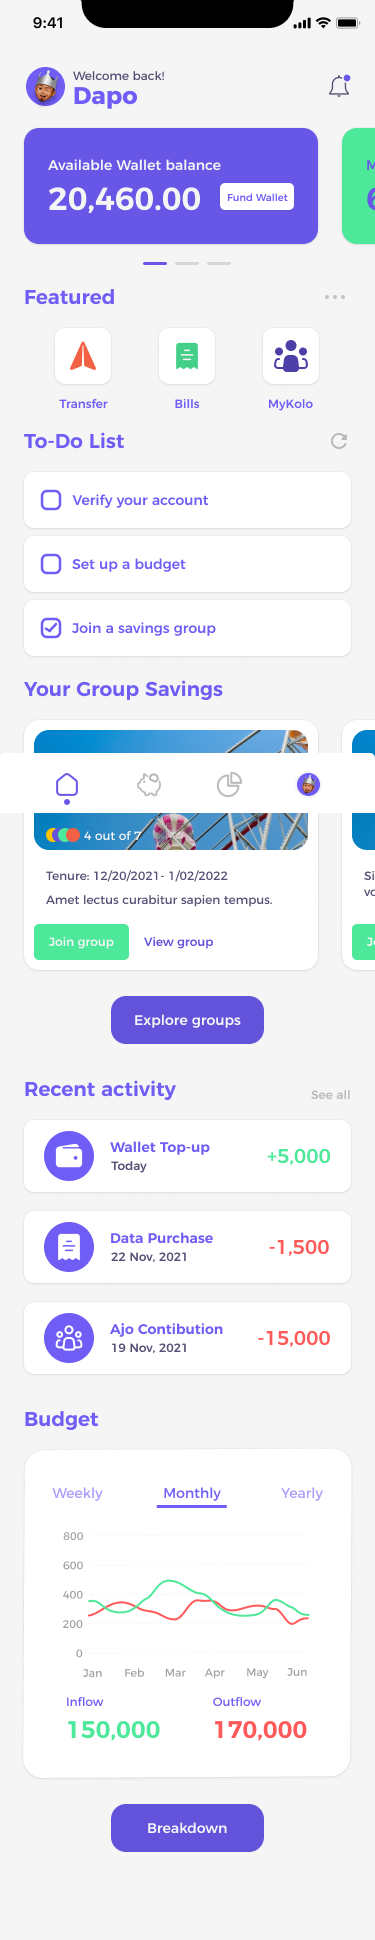 9:41
Welcome back!
Dapo
Available Wallet balance
20,460.00
Fund Wallet
Featured
Transfer
Bills
MyKolo
To-Do List
Verify your account
Set up a budget
Join a savings group
Your Group Savings
4 out of 7
Tenure: 12/20/2021- 1/02/2022
Amet lectus curabitur sapien tempus.
Join group
View group
Explore groups
Recent activity
See all
Wallet Top-up
Today
+5,000
Data Purchase
22 Nov, 2021
-1,500
Ajo Contibution
19 Nov, 2021
-15,000
Budget
Weekly
Monthly
Yearly
800
600
400
200
0
Jan
Feb
Mar
Apr
May
Jun
Inflow
Outflow
150,000
170,000
Breakdown